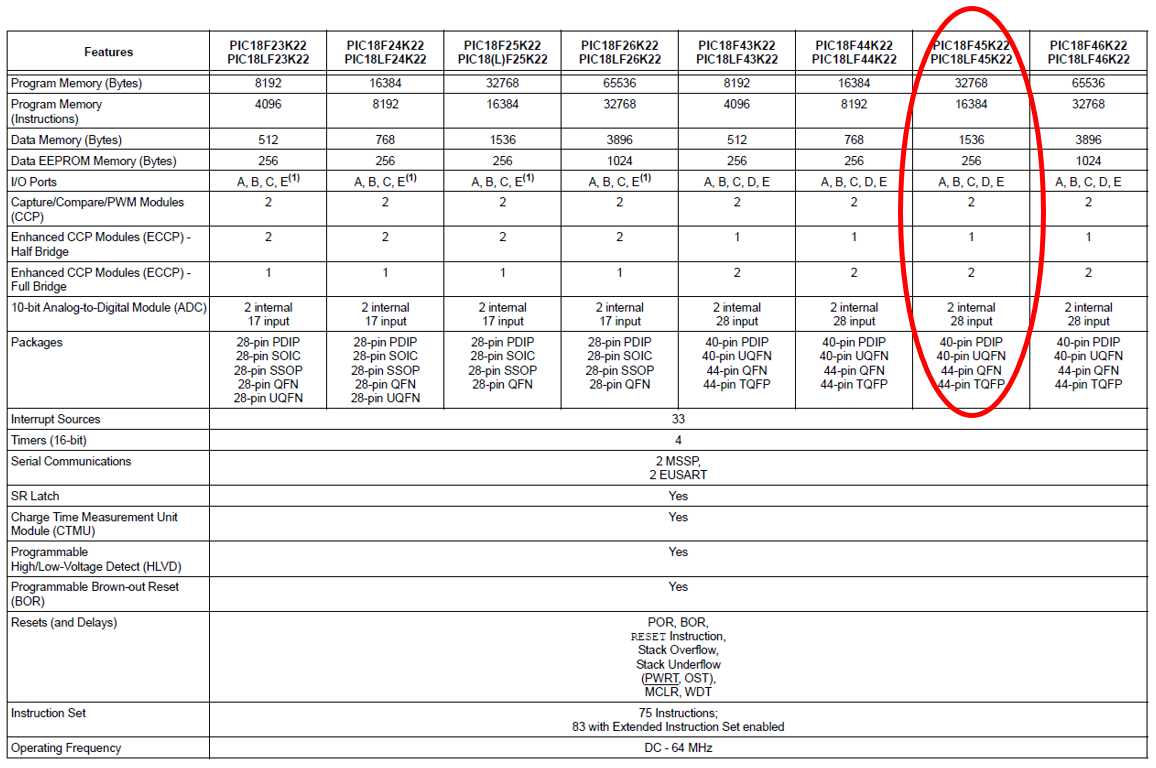 Features PIC18F23K22 PIC18F24K22 PIC18F25K22 PIC18F26K22 PIC18F43K22 PIC18F44K22 PIC18F45K22 PIC18F46K22
PIC18LF23K22 PIC18LF24K22 PIC18(L)F25K22 PIC18LF26K22 PIC18LF43K22 PIC18LF44K22 PIC18LF45K22 PIC18LF46K22
Program Memory (Bytes) 8192 16384 32768 65536 8192 16384 32768 65536
Program Memory 4096 8192 16384 32768 4096 8192 16384 32768
(Instructions)
Data Memory (Bytes) 512 768 1536 3896 512 768 1536 3896
Data EEPROM Memory (Bytes) 256 256 256 1024 256 256 256 1024
I/O Ports A, B, C, E(1) A, B, C, E(1) A, B, C, E(1) A, B, C, E(1) A, B, C, D, E A, B, C, D, E A, B, C, D, E A, B, C, D, E
Capture/Compare/PWM Modules 2 2 2 2 2 2 2 2
(CCP)
Enhanced CCP Modules (ECCP) - 2 2 2 2 1 1 1 1
Half Bridge
Enhanced CCP Modules (ECCP) - 1 1 1 1 2 2 2 2
Full Bridge
10-bit Analog-to-Digital Module (ADC) 2 internal 2 internal 2 internal 2 internal 2 internal 2 internal 2 internal 2 internal
17 input 17 input 17 input 17 input 28 input 28 input 28 input 28 input
Packages 28-pin PDIP 28-pin PDIP 28-pin PDIP 28-pin PDIP 40-pin PDIP 40-pin PDIP 40-pin PDIP 40-pin PDIP
28-pin SOIC 28-pin SOIC 28-pin SOIC 28-pin SOIC 40-pin UQFN 40-pin UQFN 40-pin UQFN 40-pin UQFN
28-pin SSOP 28-pin SSOP 28-pin SSOP 28-pin SSOP 44-pin QFN 44-pin QFN 44-pin QFN 44-pin QFN
28-pin QFN 28-pin QFN 28-pin QFN 28-pin QFN 44-pin TQFP 44-pin TQFP 44-pin TQFP 44-pin TQFP
28-pin UQFN 28-pin UQFN
Interrupt Sources 33
Timers (16-bit) 4
Serial Communications 2 MSSP,
2 EUSART
SR Latch Yes
Charge Time Measurement Unit Yes
Module (CTMU)
Programmable Yes
High/Low-Voltage Detect (HLVD)
Programmable Brown-out Reset Yes
(BOR)
Resets (and Delays) POR, BOR,
RESET Instruction,
Stack Overflow,
Stack Underflow
(PWRT, OST),
MCLR, WDT
Instruction Set 75 Instructions;
83 with Extended Instruction Set enabled
Operating Frequency DC - 64 MHz